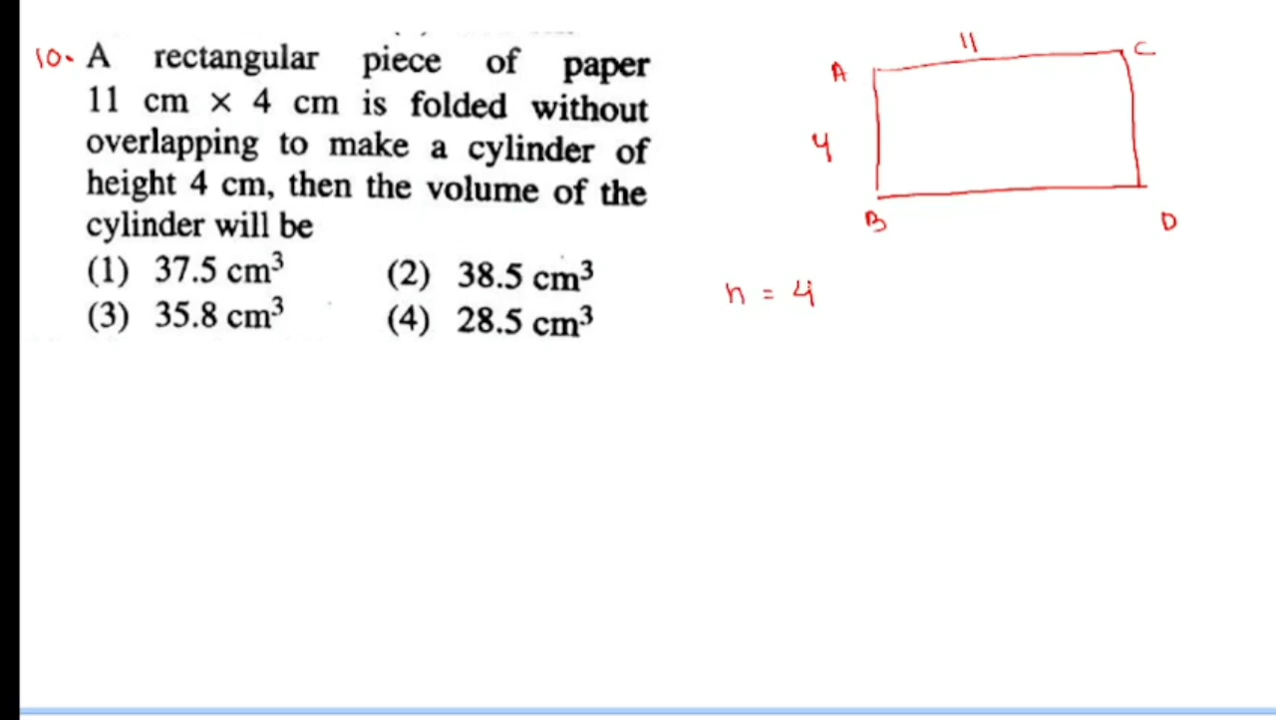 10. A rectangular piece of paper
11 cm × 4 cm is folded without
overlapping to make a cylinder of
height 4 cm, then the volume of the
cylinder will be
(1) 37.5 cm³ (2) 38.5 cm³
(3) 35.8 cm³ (4) 28.5 cm³
11
A C
4
B D
h = 4